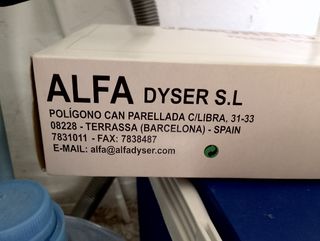 ALFA DYSER S.L
POLÍGONO CAN PARELLADA C/LIBRA, 31-33
08228 - TERRASSA (BARCELONA) - SPAIN
7831011 - FAX: 7838487
E-MAIL: alfa@alfadyser.com